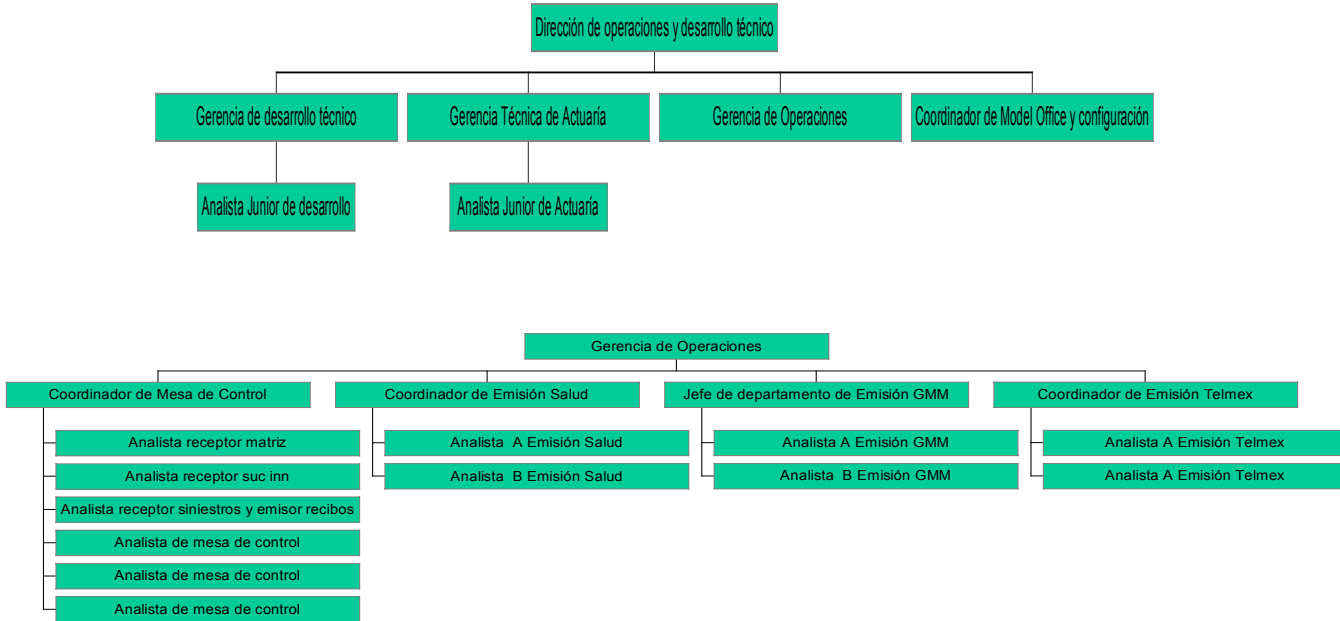 Dirección de operaciones y desarrollo técnico
Gerencia de desarrollo técnico
Gerencia Técnica de Actuaría
Gerencia de Operaciones
Coordinador de Model Office y configuración
Analista Junior de desarrollo
Analista Junior de Actuaría
Gerencia de Operaciones
Coordinador de Mesa de Control
Coordinador de Emisión Salud
Jefe de departamento de Emisión GMM
Coordinador de Emisión Telmex
Analista receptor matriz
Analista A Emisión Salud
Analista A Emisión GMM
Analista A Emisión Telmex
Analista receptor suc inn
Analista B Emisión Salud
Analista B Emisión GMM
Analista A Emisión Telmex
Analista receptor siniestros y emisor recibos
Analista de mesa de control
Analista de mesa de control
Analista de mesa de control